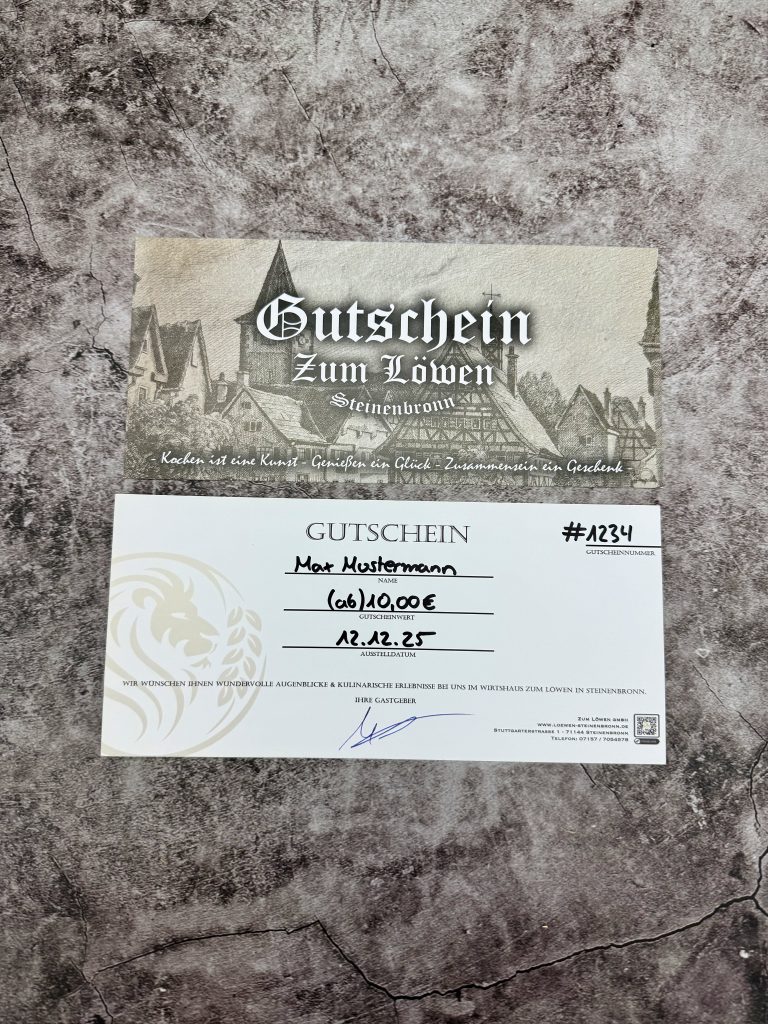 Gutschein
Zum Löwen
Steinenbronn
- Kochen ist eine Kunst - Genießen ein Glück - Zusammensein ein Geschenk -
GUTSCHEIN
#1234
GUTSCHEINNUMMER
Max Mustermann
NAME
(ab) 10,00€
GUTSCHEINWERT
12.12.25
AUSSTELLDATUM
WIR WÜNSCHEN IHNEN WUNDERVOLLE AUGENBLICKE & KULINARISCHE ERLEBNISSE BEI UNS IM WIRTSHAUS ZUM LÖWEN IN STEINENBRONN.
IHRE GASTGEBER
ZUM LÖWEN GMBH
WWW.LOEWEN-STEINENBRONN.DE
STUTTGARTERSTRASSE 1 - 71144 STEINENBRONN
TELEFON: 07157 / 7054978